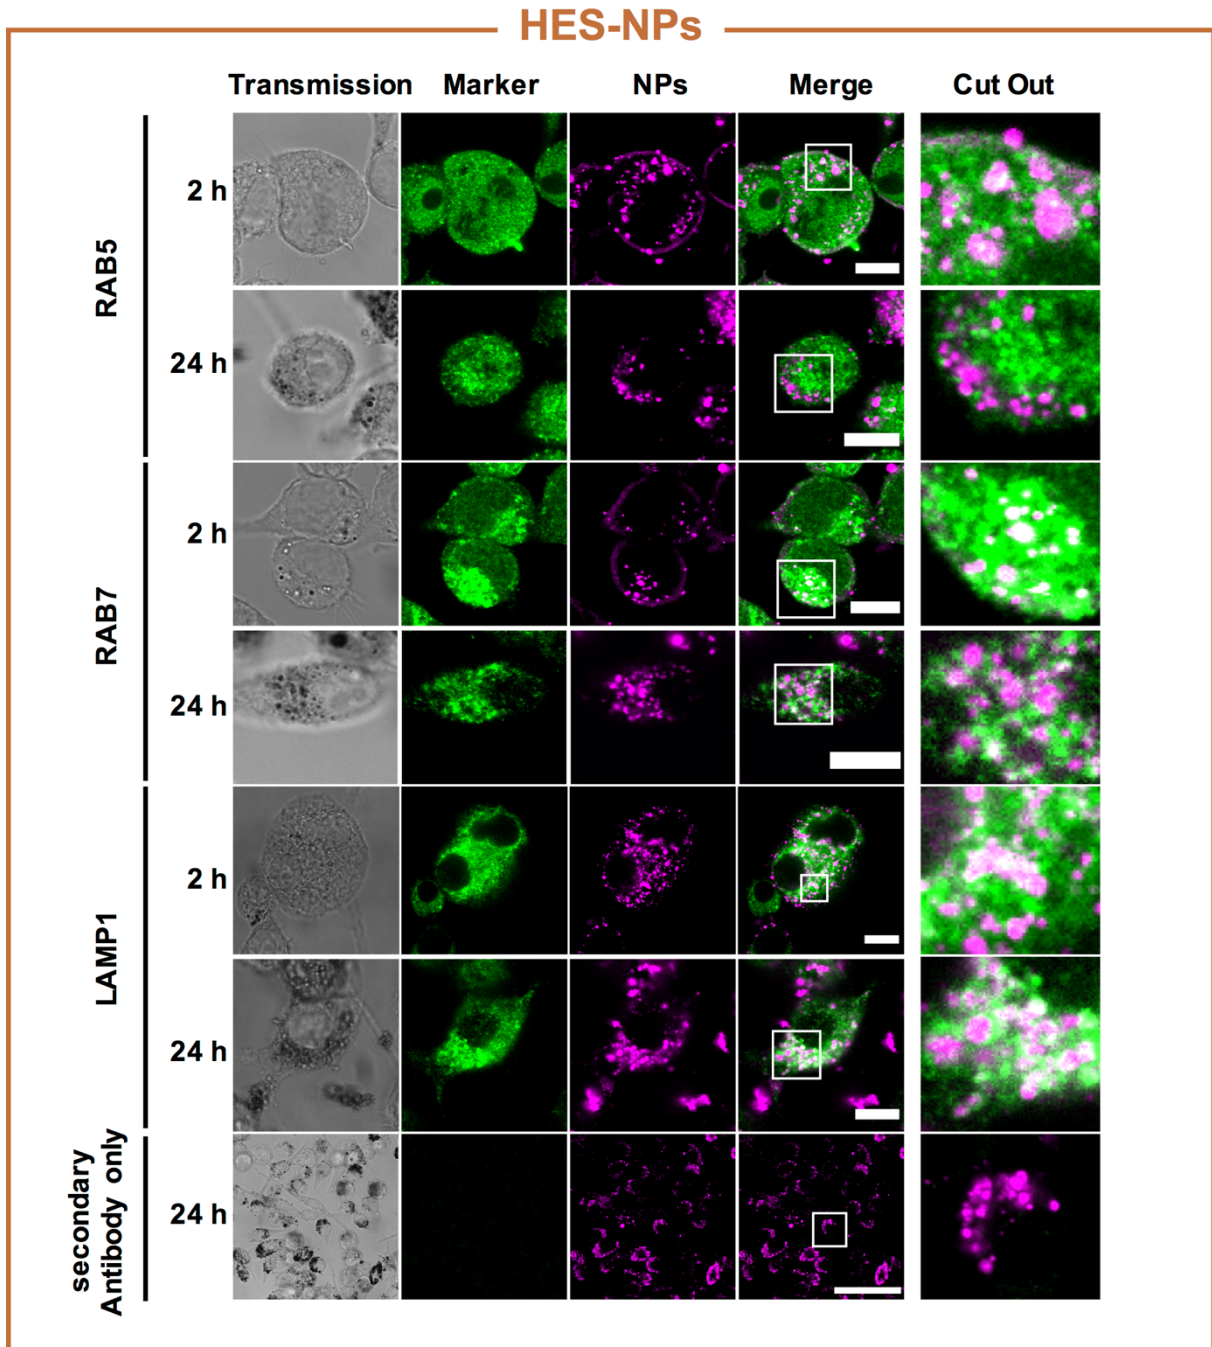 HES-NPs
Transmission Marker NPs Merge Cut Out
RAB5
2 h
24 h
RAB7
2 h
24 h
LAMP1
2 h
24 h
secondary
Antibody only
24 h